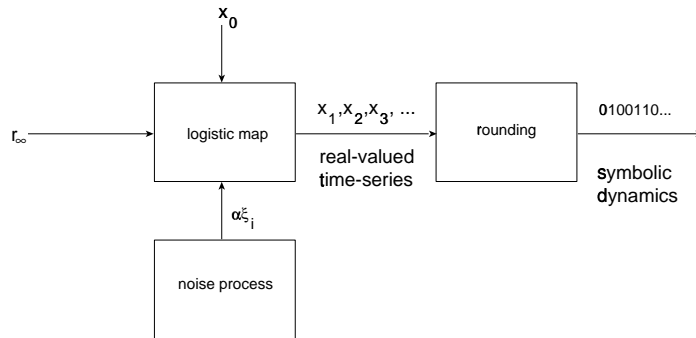 x₀
r∞
logistic map
x₁,x₂,x₃, ...
real-valued
time-series
rounding
0100110...
symbolic
dynamics
αξᵢ
noise process